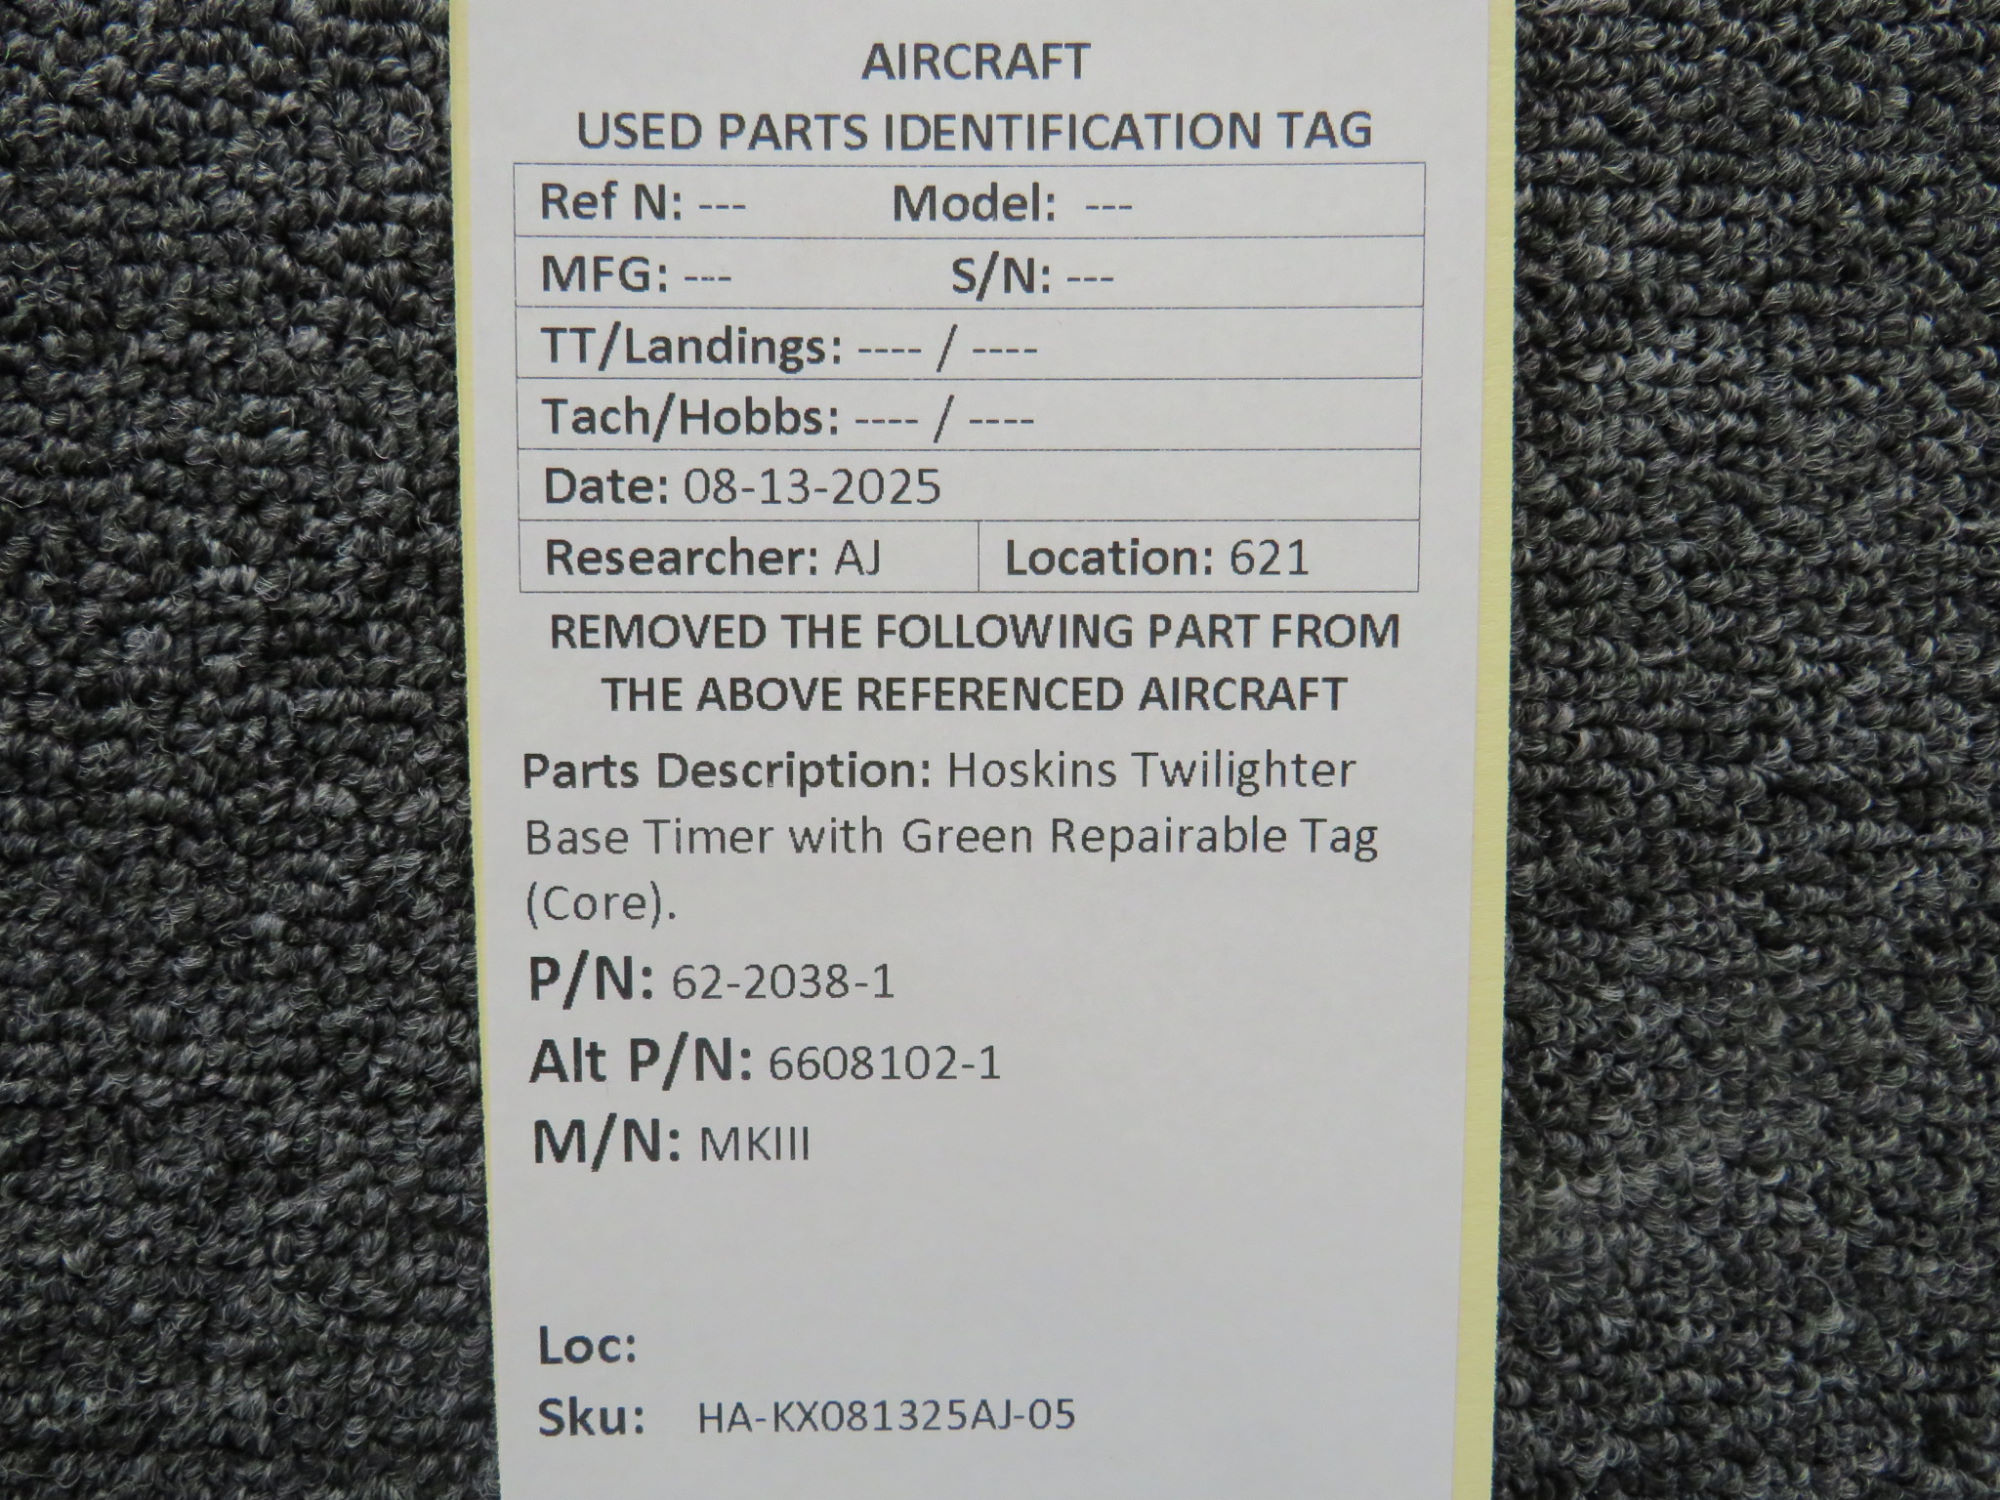 AIRCRAFT
USED PARTS IDENTIFICATION TAG
Ref N: --- Model: ---
MFG: --- S/N: ---
TT/Landings: ---- / ----
Tach/Hobbs: ---- / ----
Date: 08-13-2025
Researcher: AJ Location: 621
REMOVED THE FOLLOWING PART FROM
THE ABOVE REFERENCED AIRCRAFT
Parts Description: Hoskins Twilighter
Base Timer with Green Repairable Tag
(Core).
P/N: 62-2038-1
Alt P/N: 6608102-1
M/N: MKIII
Loc:
Sku: HA-KX081325AJ-05